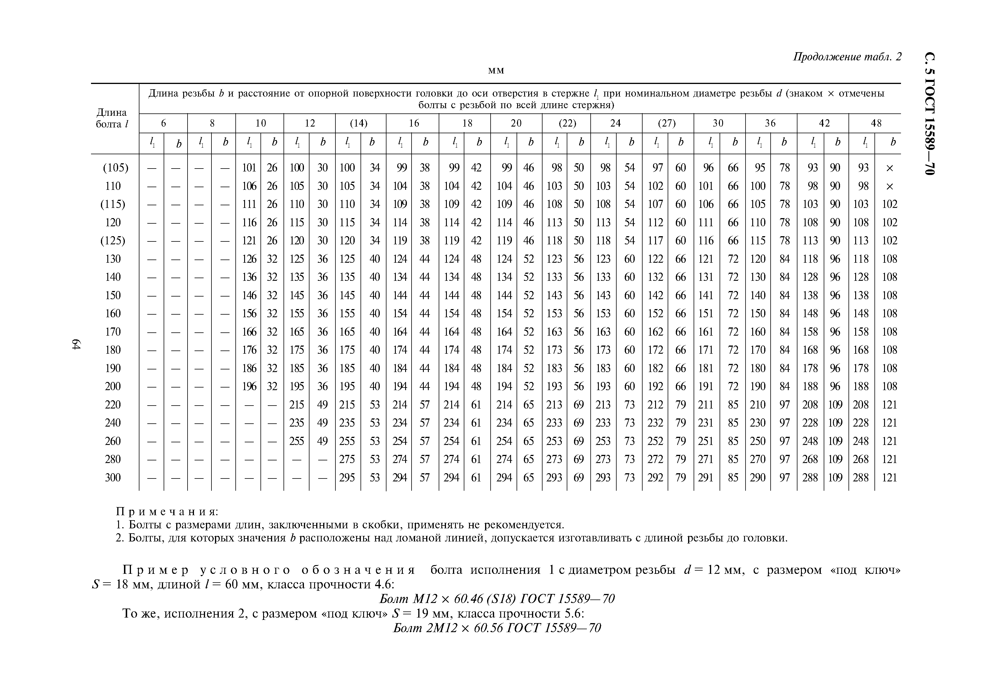 Продолжение табл. 2
С. 5 ГОСТ 15589—70
мм
Длина болта l
Длина резьбы b и расстояние от опорной поверхности головки до оси отверстия в стержне l₁ при номинальном диаметре резьбы d (знаком × отмечены
болты с резьбой по всей длине стержня)
6 8 10 12 (14) 16 18 20 (22) 24 (27) 30 36 42 48
l₁ b l₁ b l₁ b l₁ b l₁ b l₁ b l₁ b l₁ b l₁ b l₁ b l₁ b l₁ b l₁ b l₁ b l₁ b
(105) — — — — 101 26 100 30 100 34 99 38 99 42 99 46 98 50 98 54 97 60 96 66 95 78 93 90 93 ×
110 — — — — 106 26 105 30 105 34 104 38 104 42 104 46 103 50 103 54 102 60 101 66 100 78 98 90 98 ×
(115) — — — — 111 26 110 30 110 34 109 38 109 42 109 46 108 50 108 54 107 60 106 66 105 78 103 90 103 102
120 — — — — 116 26 115 30 115 34 114 38 114 42 114 46 113 50 113 54 112 60 111 66 110 78 108 90 108 102
(125) — — — — 121 26 120 30 120 34 119 38 119 42 119 46 118 50 118 54 117 60 116 66 115 78 113 90 113 102
130 — — — — 126 32 125 36 125 40 124 44 124 48 124 52 123 56 123 60 122 66 121 72 120 84 118 96 118 108
140 — — — — 136 32 135 36 135 40 134 44 134 48 134 52 133 56 133 60 132 66 131 72 130 84 128 96 128 108
150 — — — — 146 32 145 36 145 40 144 44 144 48 144 52 143 56 143 60 142 66 141 72 140 84 138 96 138 108
160 — — — — 156 32 155 36 155 40 154 44 154 48 154 52 153 56 153 60 152 66 151 72 150 84 148 96 148 108
170 — — — — 166 32 165 36 165 40 164 44 164 48 164 52 163 56 163 60 162 66 161 72 160 84 158 96 158 108
180 — — — — 176 32 175 36 175 40 174 44 174 48 174 52 173 56 173 60 172 66 171 72 170 84 168 96 168 108
190 — — — — 186 32 185 36 185 40 184 44 184 48 184 52 183 56 183 60 182 66 181 72 180 84 178 96 178 108
200 — — — — 196 32 195 36 195 40 194 44 194 48 194 52 193 56 193 60 192 66 191 72 190 84 188 96 188 108
220 — — — — — — 215 49 215 53 214 57 214 61 214 65 213 69 213 73 212 79 211 85 210 97 208 109 208 121
240 — — — — — — 235 49 235 53 234 57 234 61 234 65 233 69 233 73 232 79 231 85 230 97 228 109 228 121
260 — — — — — — 255 49 255 53 254 57 254 61 254 65 253 69 253 73 252 79 251 85 250 97 248 109 248 121
280 — — — — — — — — 275 53 274 57 274 61 274 65 273 69 273 73 272 79 271 85 270 97 268 109 268 121
300 — — — — — — — — 295 53 294 57 294 61 294 65 293 69 293 73 292 79 291 85 290 97 288 109 288 121
64
Примечания:
1. Болты с размерами длин, заключенными в скобки, применять не рекомендуется.
2. Болты, для которых значения b расположены над ломаной линией, допускается изготавливать с длиной резьбы до головки.
Пример условного обозначения болта исполнения 1 с диаметром резьбы d = 12 мм, с размером «под ключ»
S = 18 мм, длиной l = 60 мм, класса прочности 4.6:
Болт М12 × 60.46 (S18) ГОСТ 15589—70
То же, исполнения 2, с размером «под ключ» S = 19 мм, класса прочности 5.6:
Болт 2М12 × 60.56 ГОСТ 15589—70